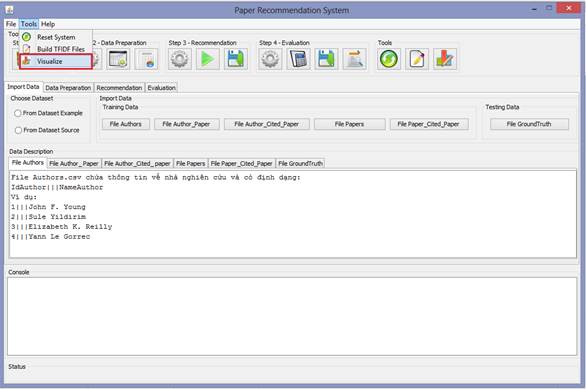 Paper Recommendation System
File Tools Help
Reset System
Build TFIDF Files
Visualize
2 - Data Preparation
Step 3 - Recommendation
Step 4 - Evaluation
Tools
Import Data Data Preparation Recommendation Evaluation
Choose Dataset
From Dataset Example
From Dataset Source
Import Data
Training Data
File Authors File Author_Paper File Author_Cited_Paper File Papers File Paper_Cited_Paper
Testing Data
File GroundTruth
Data Description
File Authors File Author_ Paper File Author_Cited_ paper File Papers File Paper_Cited_Paper File GroundTruth
File Authors.csv chứa thông tin về nhà nghiên cứu và có định dạng:
IdAuthor|||NameAuthor
Ví dụ:
1|||John F. Young
2|||Sule Yildirim
3|||Elizabeth K. Reilly
4|||Yann Le Gorrec
Console
Status